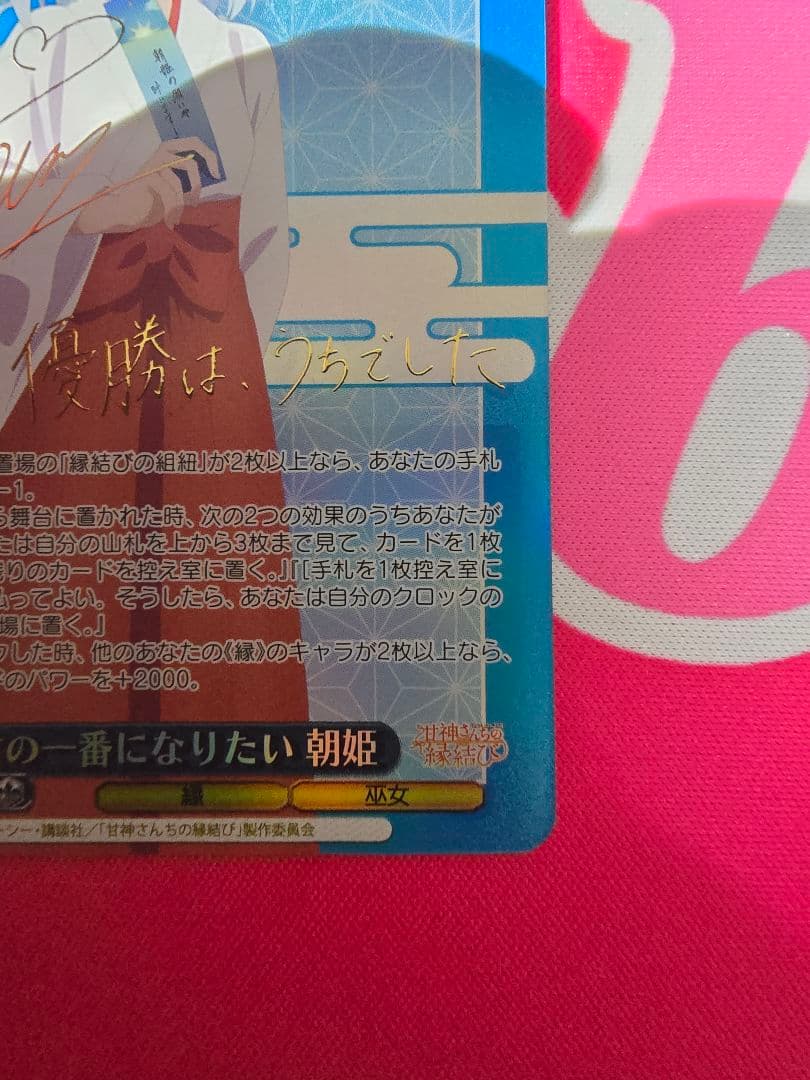 朝姫の願いが
叶いますように
優勝は、うちでした
置場の「縁結びの組紐」が2枚以上なら、あなたの手札
-1。
舞台に置かれた時、次の2つの効果のうちあなたが
たは自分の山札を上から3枚まで見て、カードを1枚
残りのカードを控え室に置く。」『[手札を1枚控え室に
払ってよい。そうしたら、あなたは自分のクロックの
場に置く。』
した時、他のあなたの《縁》のキャラが2枚以上なら、
のパワーを+2000。
の一番になりたい 朝姫
甘神さんちの
縁結び
縁 巫女
ーシー・講談社／「甘神さんちの縁結び」製作委員会